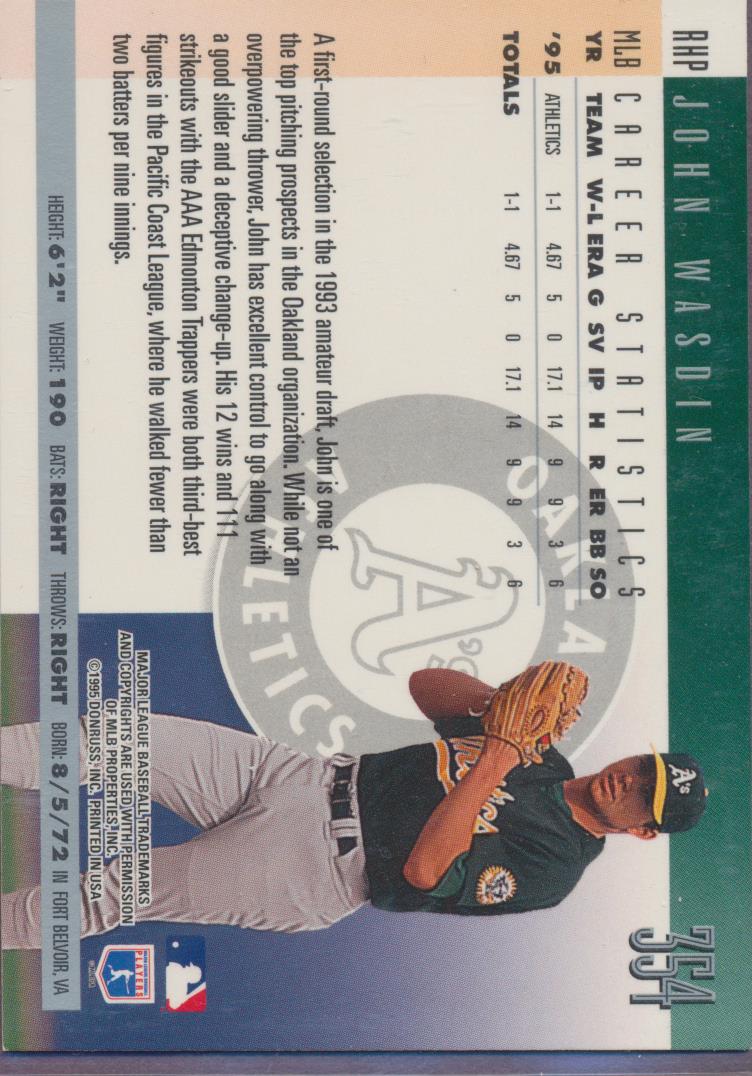 RHP JOHN WASDIN
354
MLB CAREER STATISTICS
YR TEAM W-L ERA G SV IP H R ER BB SO
'95 ATHLETICS 1-1 4.67 5 0 17.1 14 9 9 3 6
TOTALS 1-1 4.67 5 0 17.1 14 9 9 3 6
A first-round selection in the 1993 amateur draft, John is one of
the top pitching prospects in the Oakland organization. While not an
overpowering thrower, John has excellent control to go along with
a good slider and a deceptive change-up. His 12 wins and 111
strikeouts with the AAA Edmonton Trappers were both third-best
figures in the Pacific Coast League, where he walked fewer than
two batters per nine innings.
OAKLA
ATHLETICS
A's
A's
MAJOR LEAGUE BASEBALL TRADEMARKS
AND COPYRIGHTS ARE USED WITH PERMISSION
OF MLB PROPERTIES, INC.
©1995 DONRUSS, INC. PRINTED IN USA
MAJOR LEAGUE BASEBALL
PLAYERS
HEIGHT: 6'2" WEIGHT: 190 BATS: RIGHT THROWS: RIGHT BORN: 8/5/72 IN FORT BELVOIR, VA